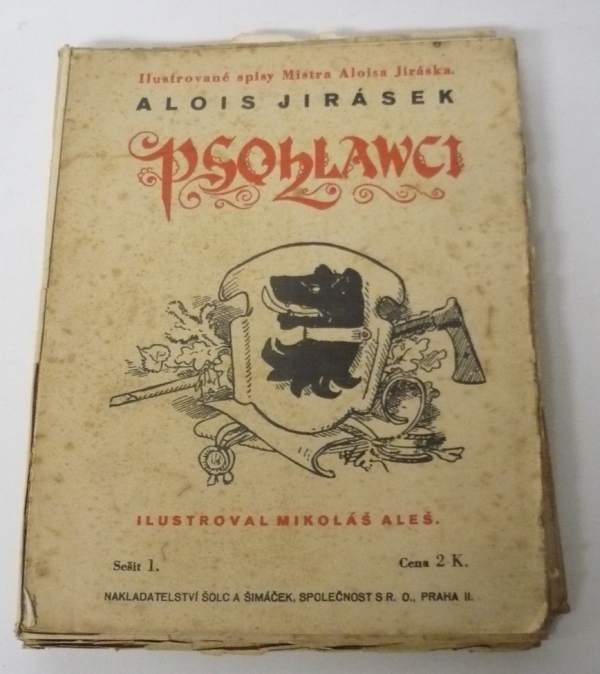 Ilustrované spisy Mistra Aloisa Jiráska.
ALOIS JIRÁSEK
PSOHLAWCI
ILUSTROVAL MIKOLÁŠ ALEŠ.
Sešit 1.
Cena 2 K.
NAKLADATELSTVÍ ŠOLC A ŠIMÁČEK, SPOLEČNOST S R. O., PRAHA II.